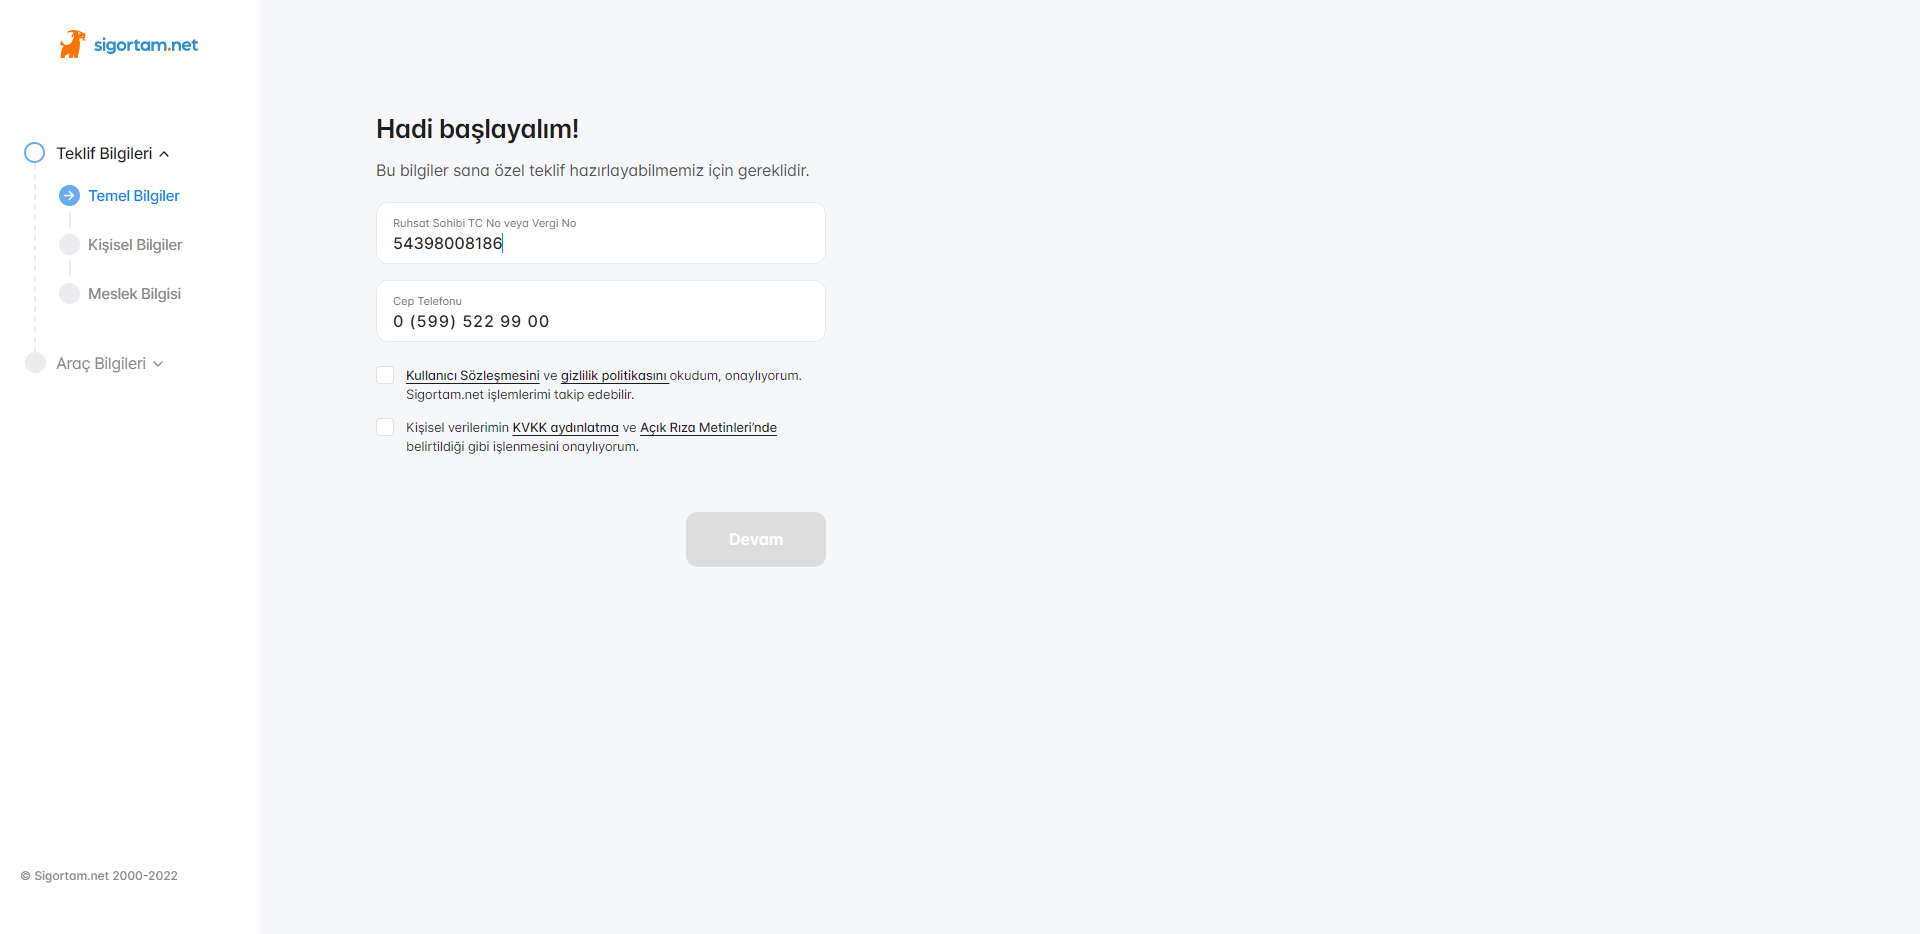 sigortam.net
Teklif Bilgileri
Temel Bilgiler
Kişisel Bilgiler
Meslek Bilgisi
Araç Bilgileri
© Sigortam.net 2000-2022
Hadi başlayalım!
Bu bilgiler sana özel teklif hazırlayabilmemiz için gereklidir.
Ruhsat Sahibi TC No veya Vergi No
54398008186
Cep Telefonu
0 (599) 522 99 00
Kullanıcı Sözleşmesini ve gizlilik politikasını okudum, onaylıyorum.
Sigortam.net işlemlerimi takip edebilir.
Kişisel verilerimin KVKK aydınlatma ve Açık Rıza Metinleri’nde
belirtildiği gibi işlenmesini onaylıyorum.
Devam